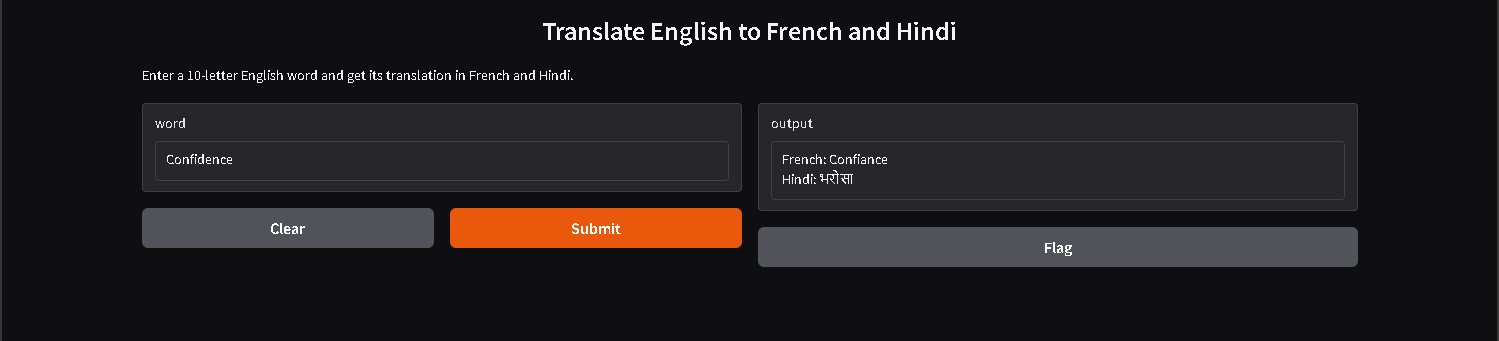 Translate English to French and Hindi
Enter a 10-letter English word and get its translation in French and Hindi.
word
Confidence
Clear
Submit
output
French: Confiance
Hindi: भरोसा
Flag